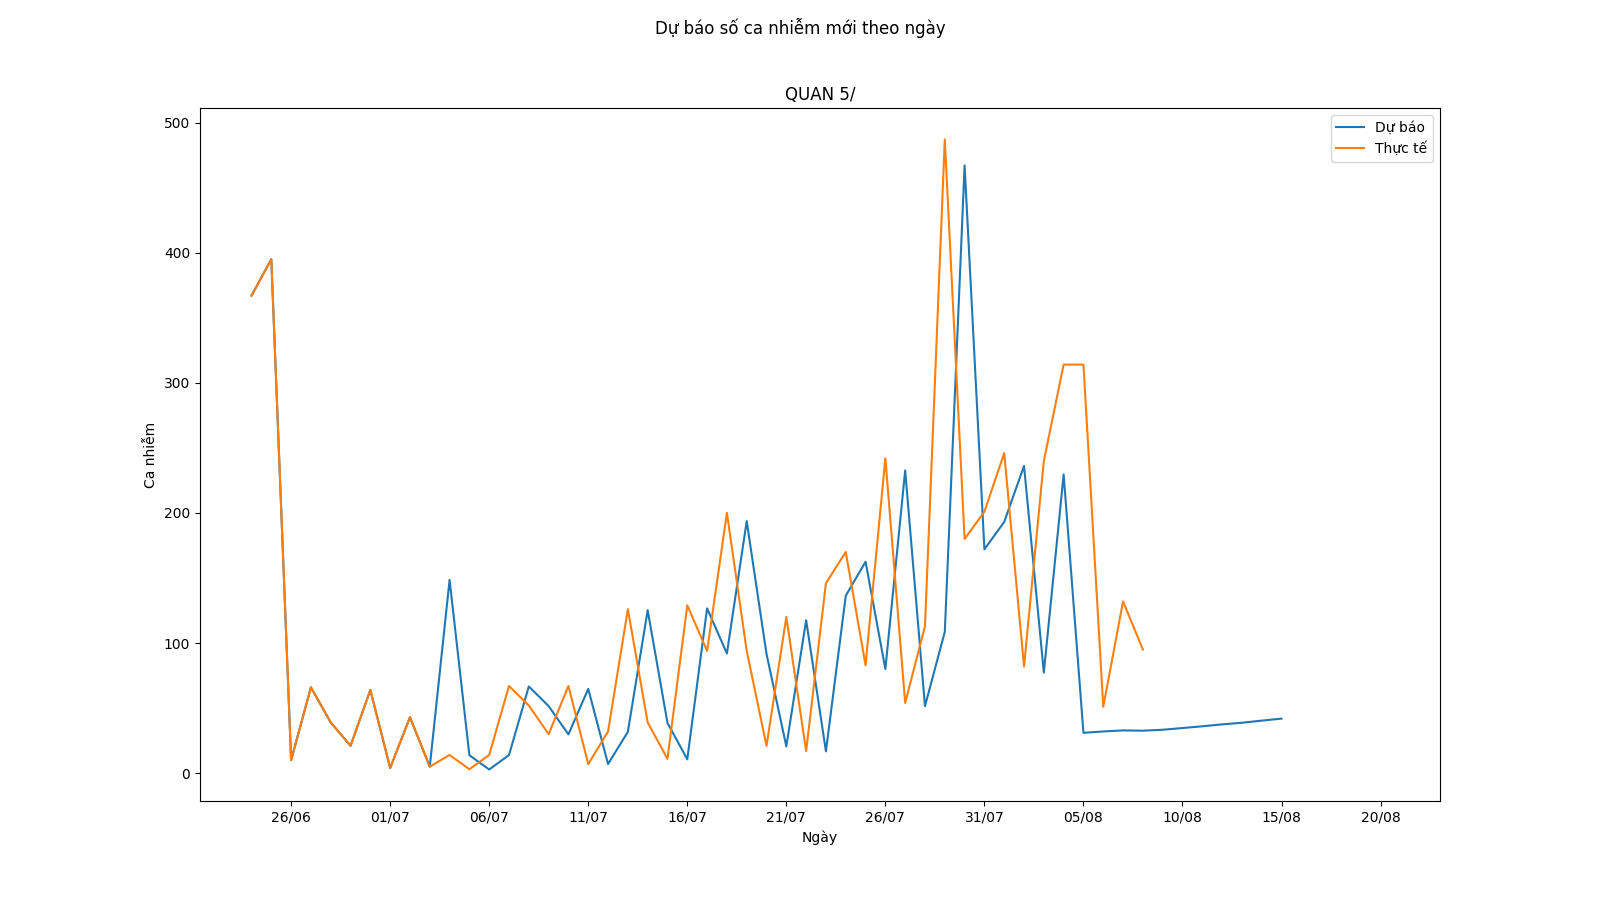 Dự báo số ca nhiễm mới theo ngày
QUAN 5/
Dự báo
Thực tế
500
400
300
200
100
0
Ca nhiễm
26/06 01/07 06/07 11/07 16/07 21/07 26/07 31/07 05/08 10/08 15/08 20/08
Ngày